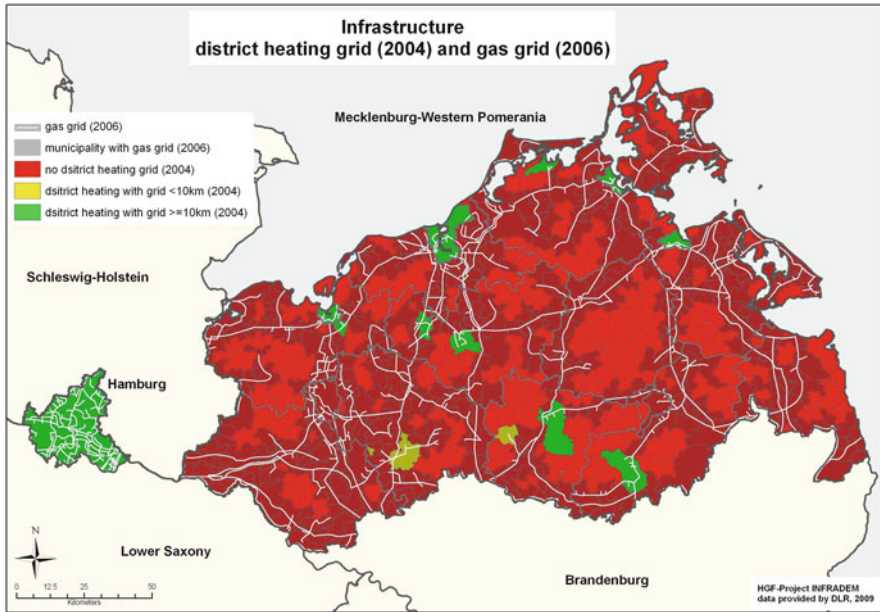 Infrastructure
district heating grid (2004) and gas grid (2006)
Mecklenburg-Western Pomerania
gas grid (2006)
municipality with gas grid (2006)
no dsitrict heating grid (2004)
dsitrict heating with grid <10km (2004)
dsitrict heating with grid >=10km (2004)
Schleswig-Holstein
Hamburg
Lower Saxony
Brandenburg
N
0 12.5 25 50
Kilometers
HGF-Project INFRADEM
data provided by DLR, 2009